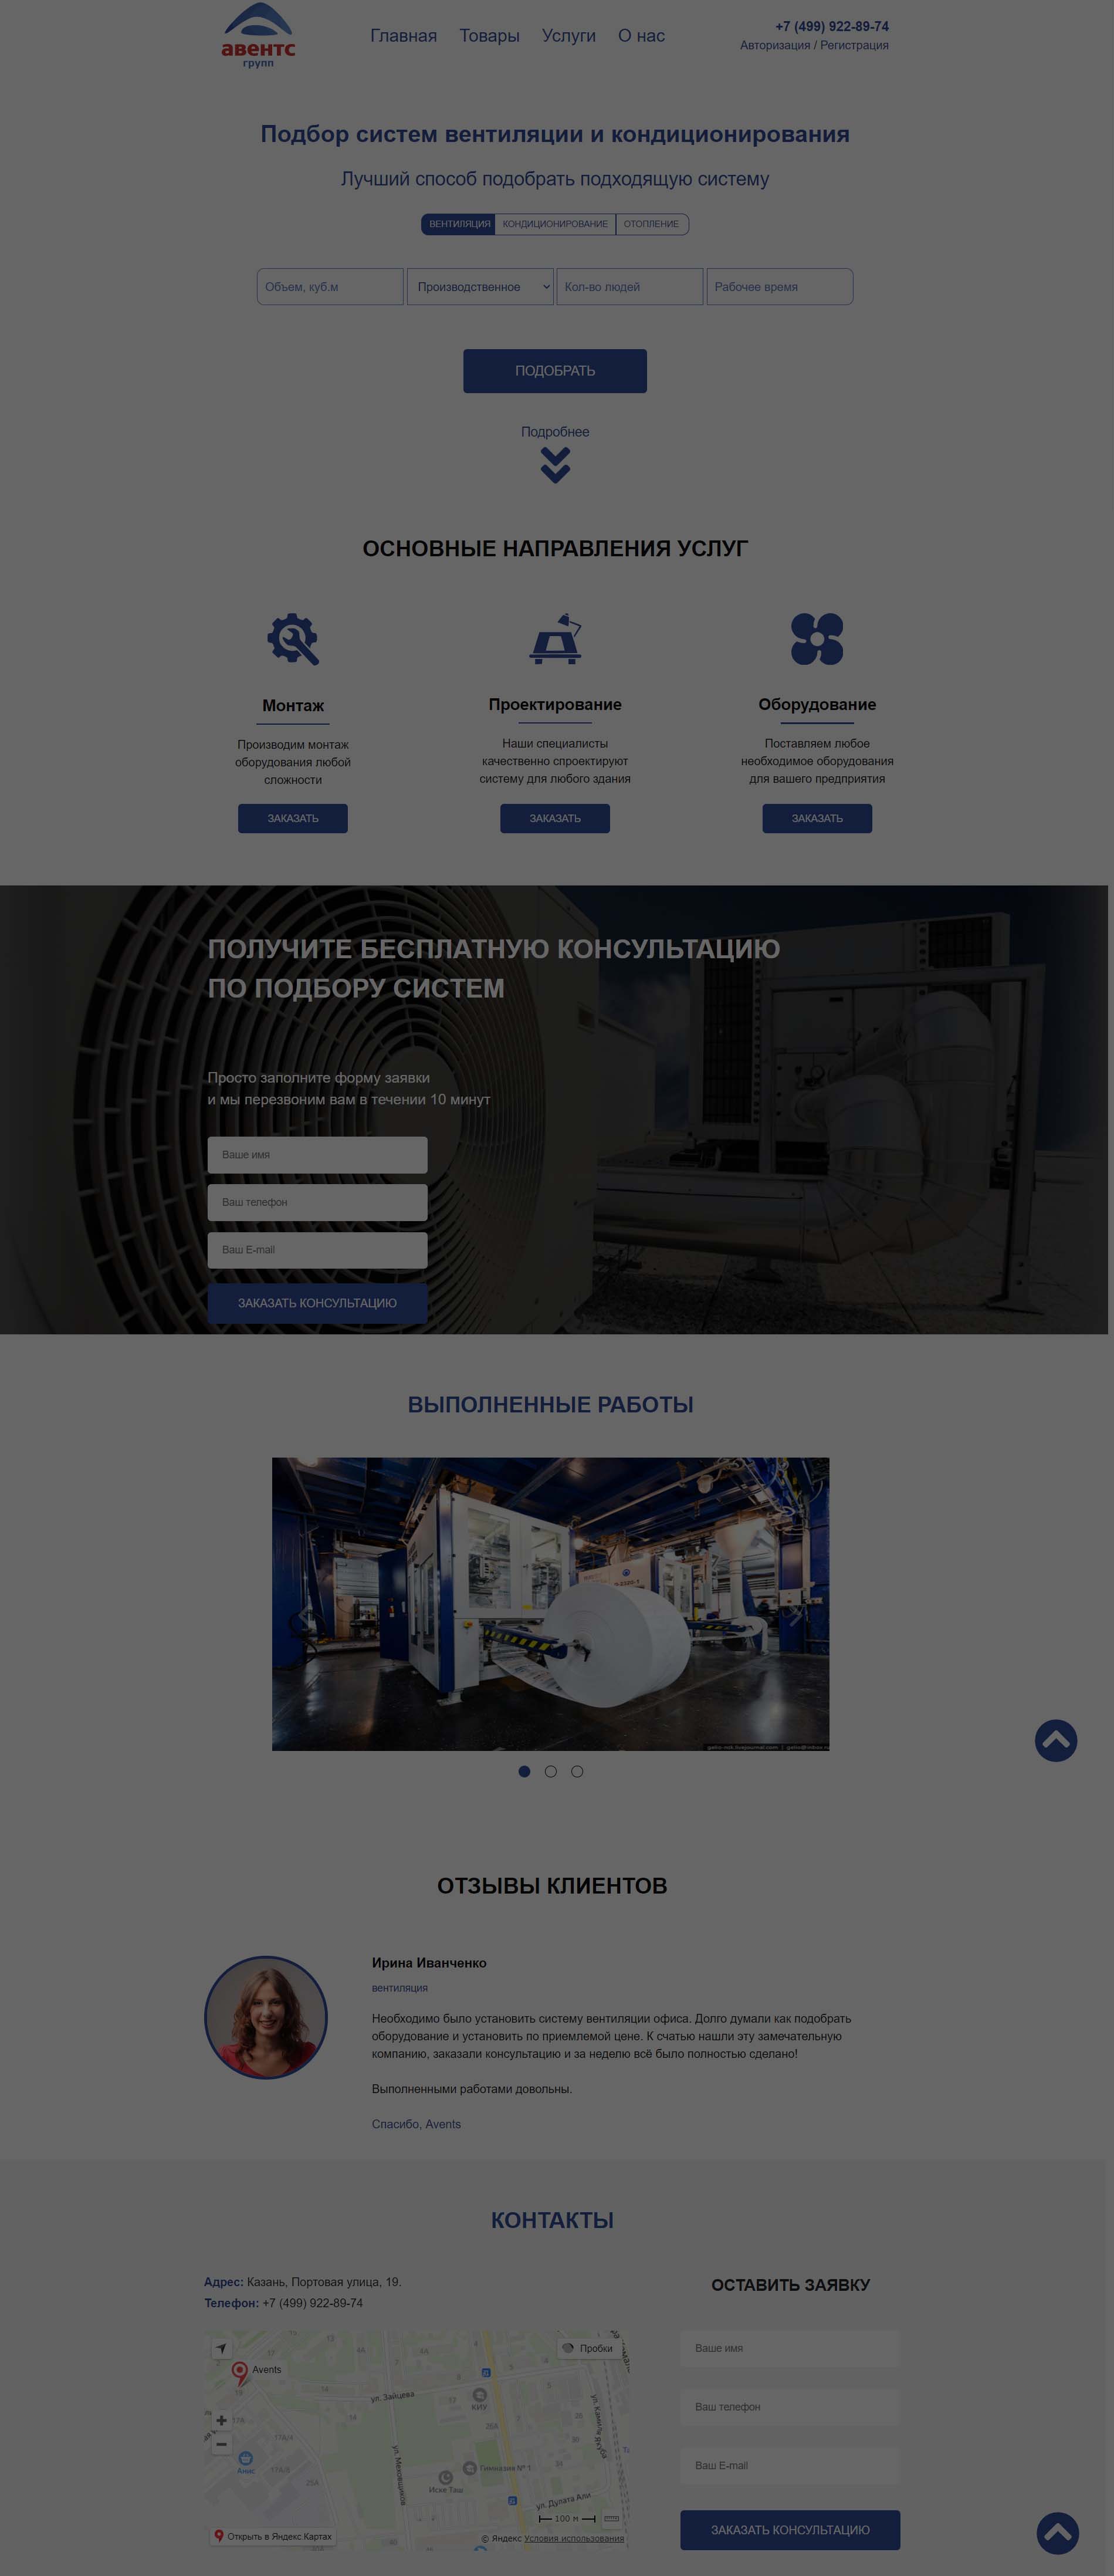 авентс
групп
Главная Товары Услуги О нас
+7 (499) 922-89-74
Авторизация / Регистрация
Подбор систем вентиляции и кондиционирования
Лучший способ подобрать подходящую систему
ВЕНТИЛЯЦИЯ КОНДИЦИОНИРОВАНИЕ ОТОПЛЕНИЕ
Объем, куб.м Производственное Кол-во людей Рабочее время
ПОДОБРАТЬ
Подробнее
ОСНОВНЫЕ НАПРАВЛЕНИЯ УСЛУГ
Монтаж
Производим монтаж
оборудования любой
сложности
ЗАКАЗАТЬ
Проектирование
Наши специалисты
качественно спроектируют
систему для любого здания
ЗАКАЗАТЬ
Оборудование
Поставляем любое
необходимое оборудования
для вашего предприятия
ЗАКАЗАТЬ
ПОЛУЧИТЕ БЕСПЛАТНУЮ КОНСУЛЬТАЦИЮ
ПО ПОДБОРУ СИСТЕМ
Просто заполните форму заявки
и мы перезвоним вам в течении 10 минут
Ваше имя
Ваш телефон
Ваш E-mail
ЗАКАЗАТЬ КОНСУЛЬТАЦИЮ
ВЫПОЛНЕННЫЕ РАБОТЫ
ОТЗЫВЫ КЛИЕНТОВ
Ирина Иванченко
вентиляция
Необходимо было установить систему вентиляции офиса. Долго думали как подобрать
оборудование и установить по приемлемой цене. К счатью нашли эту замечательную
компанию, заказали консультацию и за неделю всё было полностью сделано!
Выполненными работами довольны.
Спасибо, Avents
КОНТАКТЫ
Адрес: Казань, Портовая улица, 19.
Телефон: +7 (499) 922-89-74
Пробки
Avents
ул. Зайцева
КИУ
ул. Меховщиков
Анис
Гимназия № 1
Иске Таш
ул. Дулата Али
100 м
Открыть в Яндекс.Картах
© Яндекс Условия использования
ОСТАВИТЬ ЗАЯВКУ
Ваше имя
Ваш телефон
Ваш E-mail
ЗАКАЗАТЬ КОНСУЛЬТАЦИЮ